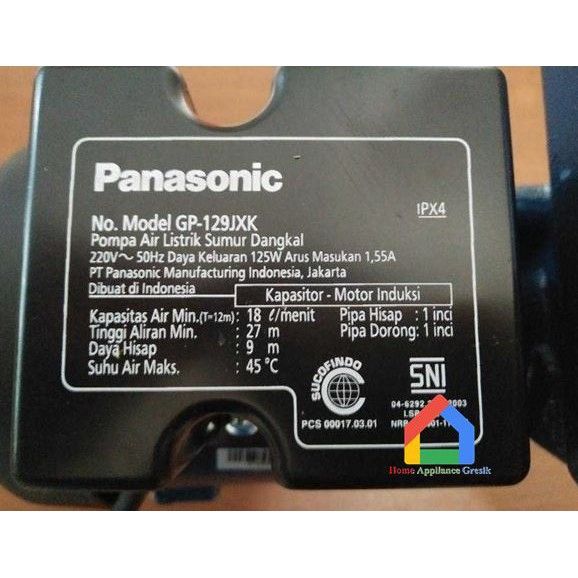 Panasonic
IPX4
No. Model GP-129JXK
Pompa Air Listrik Sumur Dangkal
220V~ 50Hz Daya Keluaran 125W Arus Masukan 1,55A
PT Panasonic Manufacturing Indonesia, Jakarta
Dibuat di Indonesia
Kapasitor - Motor Induksi
Kapasitas Air Min.(T=12m): 18 ℓ/menit Pipa Hisap : 1 inci
Tinggi Aliran Min. : 27 m Pipa Dorong: 1 inci
Daya Hisap : 9 m
Suhu Air Maks. : 45 °C
SUCOFINDO
PCS 00017.03.01
SNI
04-6292. 2003
Home Appliance Gresik